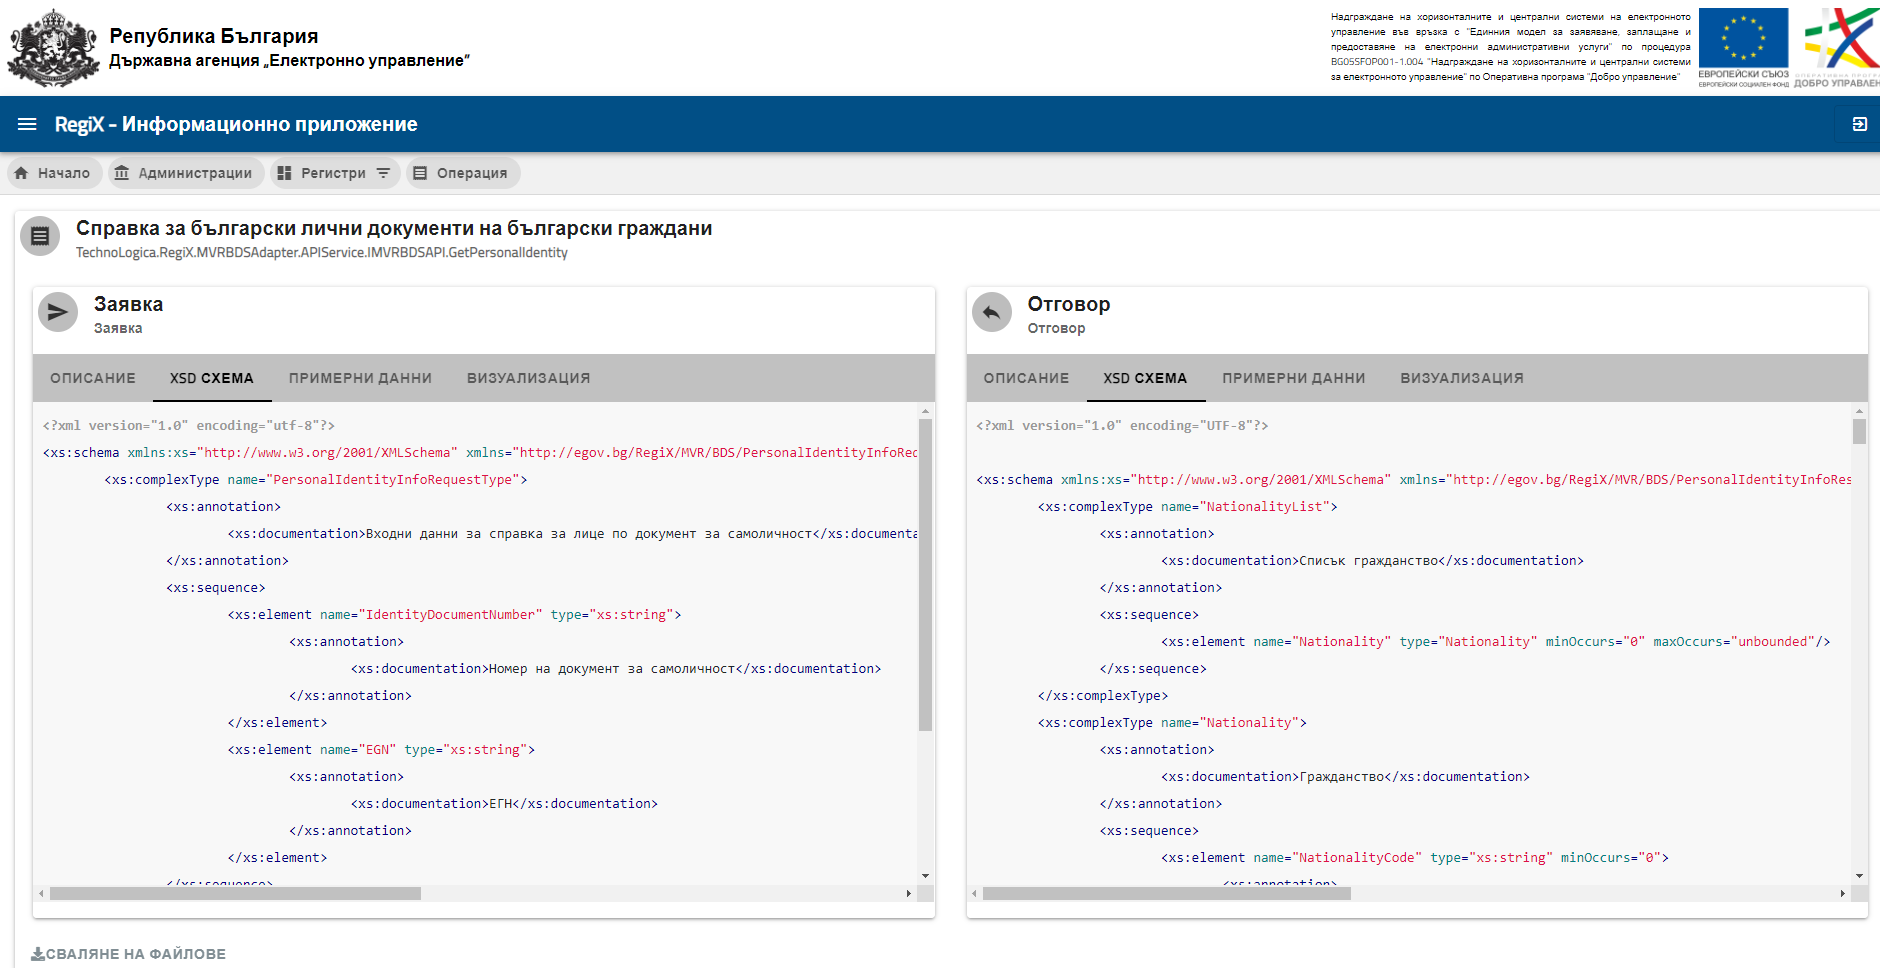 Република България
Държавна агенция „Електронно управление”
Надграждане на хоризонталните и централни системи на електронното
управление във връзка с "Единния модел за заявяване, заплащане и
предоставяне на електронни административни услуги" по процедура
BG05SFOP001-1.004 "Надграждане на хоризонталните и централни системи
за електронното управление" по Оперативна програма "Добро управление"
ЕВРОПЕЙСКИ СЪЮЗ
ЕВРОПЕЙСКИ СОЦИАЛЕН ФОНД
ДОБРО УПРАВЛЕН
RegiX - Информационно приложение
Начало
Администрации
Регистри
Операция
Справка за български лични документи на български граждани
TechnoLogica.RegiX.MVRBDSAdapter.APIService.IMVRBDSAPI.GetPersonalIdentity
Заявка
Заявка
ОПИСАНИЕ XSD СХЕМА ПРИМЕРНИ ДАННИ ВИЗУАЛИЗАЦИЯ
<?xml version="1.0" encoding="utf-8"?>
<xs:schema xmlns:xs="http://www.w3.org/2001/XMLSchema" xmlns="http://egov.bg/RegiX/MVR/BDS/PersonalIdentityInfoRec
<xs:complexType name="PersonalIdentityInfoRequestType">
<xs:annotation>
<xs:documentation>Входни данни за справка за лице по документ за самоличност</xs:documenta
</xs:annotation>
<xs:sequence>
<xs:element name="IdentityDocumentNumber" type="xs:string">
<xs:annotation>
<xs:documentation>Номер на документ за самоличност</xs:documentation>
</xs:annotation>
</xs:element>
<xs:element name="EGN" type="xs:string">
<xs:annotation>
<xs:documentation>ЕГН</xs:documentation>
</xs:annotation>
</xs:element>
</xs:sequence>
Отговор
Отговор
ОПИСАНИЕ XSD СХЕМА ПРИМЕРНИ ДАННИ ВИЗУАЛИЗАЦИЯ
<?xml version="1.0" encoding="UTF-8"?>
<xs:schema xmlns:xs="http://www.w3.org/2001/XMLSchema" xmlns="http://egov.bg/RegiX/MVR/BDS/PersonalIdentityInfoRes
<xs:complexType name="NationalityList">
<xs:annotation>
<xs:documentation>Списък гражданство</xs:documentation>
</xs:annotation>
<xs:sequence>
<xs:element name="Nationality" type="Nationality" minOccurs="0" maxOccurs="unbounded"/>
</xs:sequence>
</xs:complexType>
<xs:complexType name="Nationality">
<xs:annotation>
<xs:documentation>Гражданство</xs:documentation>
</xs:annotation>
<xs:sequence>
<xs:element name="NationalityCode" type="xs:string" minOccurs="0">
<xs:annotation>
СВАЛЯНЕ НА ФАЙЛОВЕ